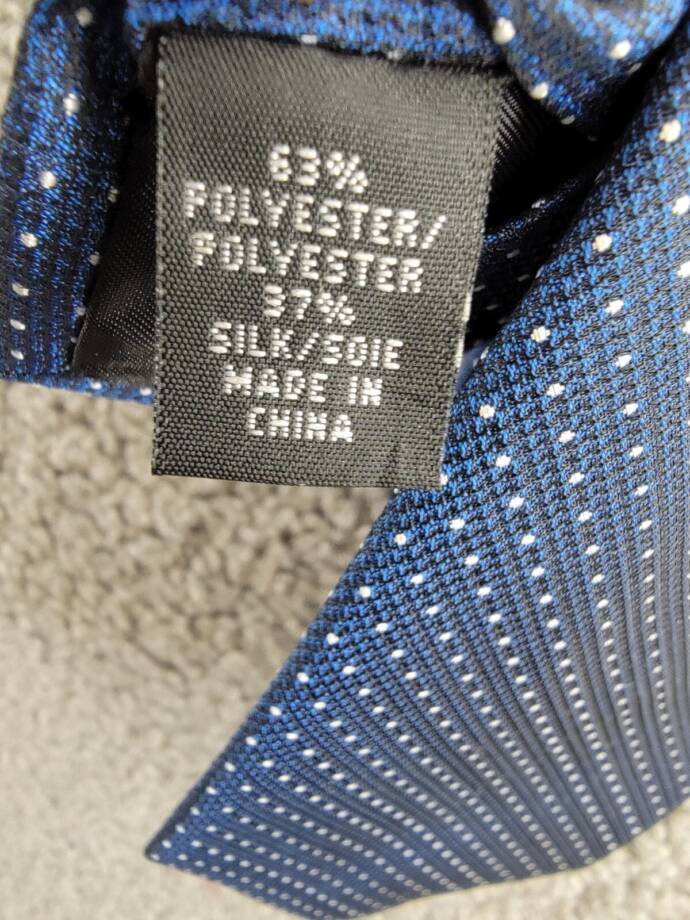 63%
POLYESTER/
POLYESTER
37%
SILK/SOIE
MADE IN
CHINA